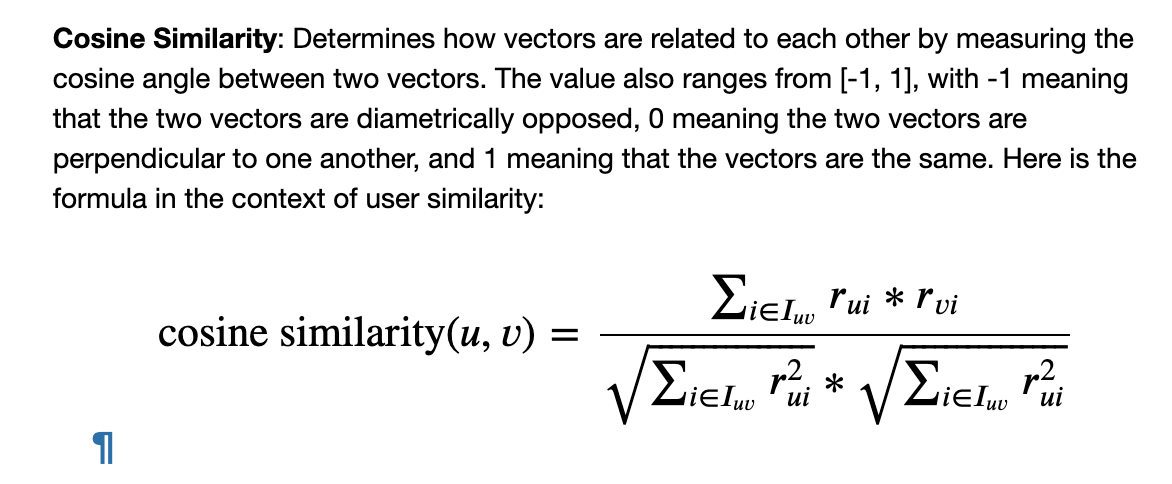 Cosine Similarity: Determines how vectors are related to each other by measuring the
cosine angle between two vectors. The value also ranges from [-1, 1], with -1 meaning
that the two vectors are diametrically opposed, 0 meaning the two vectors are
perpendicular to one another, and 1 meaning that the vectors are the same. Here is the
formula in the context of user similarity:
cosine similarity(u, v) = \frac{\sum_{i \in I_{uv}} r_{ui} * r_{vi}}{\sqrt{\sum_{i \in I_{uv}} r_{ui}^2} * \sqrt{\sum_{i \in I_{uv}} r_{ui}^2}}
¶